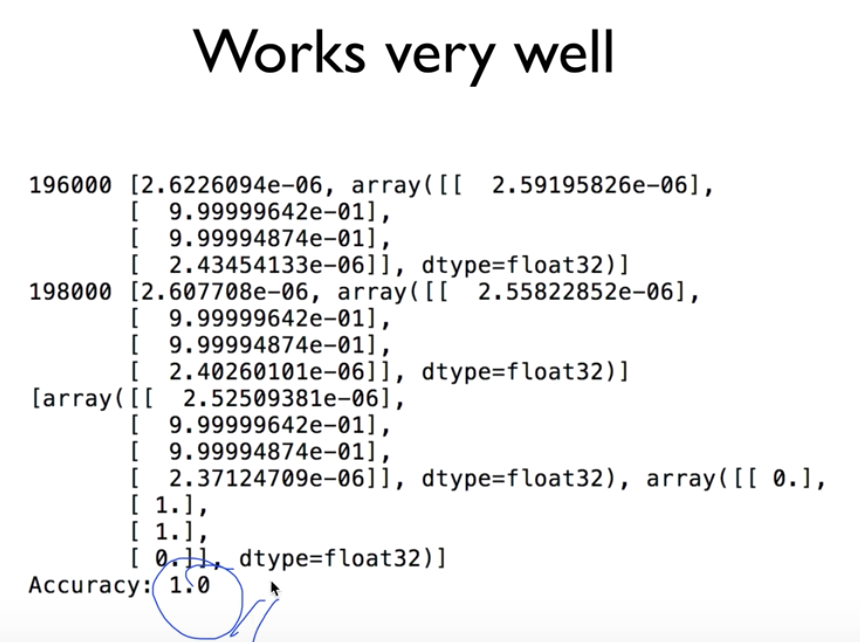 Works very well
196000 [2.6226094e-06, array([[  2.59195826e-06],
[  9.99999642e-01],
[  9.99994874e-01],
[  2.43454133e-06]], dtype=float32)]
198000 [2.607708e-06, array([[  2.55822852e-06],
[  9.99999642e-01],
[  9.99994874e-01],
[  2.40260101e-06]], dtype=float32)]
[array([[  2.52509381e-06],
[  9.99999642e-01],
[  9.99994874e-01],
[  2.37124709e-06]], dtype=float32), array([[ 0.],
[ 1.],
[ 1.],
[ 0.]], dtype=float32)]
Accuracy: 1.0